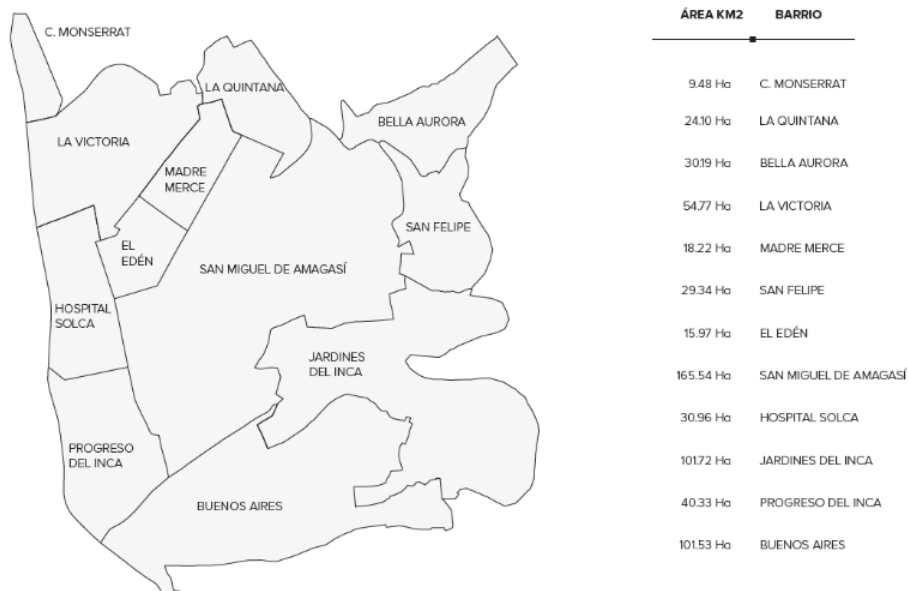 C. MONSERRAT
LA QUINTANA
BELLA AURORA
LA VICTORIA
MADRE
MERCE
SAN FELIPE
EL
EDÉN
SAN MIGUEL DE AMAGASÍ
HOSPITAL
SOLCA
JARDINES
DEL INCA
PROGRESO
DEL INCA
BUENOS AIRES
ÁREA KM2 BARRIO
9.48 Ha C. MONSERRAT
24.10 Ha LA QUINTANA
30.19 Ha BELLA AURORA
54.77 Ha LA VICTORIA
18.22 Ha MADRE MERCE
29.34 Ha SAN FELIPE
15.97 Ha EL EDÉN
165.54 Ha SAN MIGUEL DE AMAGASÍ
30.96 Ha HOSPITAL SOLCA
101.72 Ha JARDINES DEL INCA
40.33 Ha PROGRESO DEL INCA
101.53 Ha BUENOS AIRES